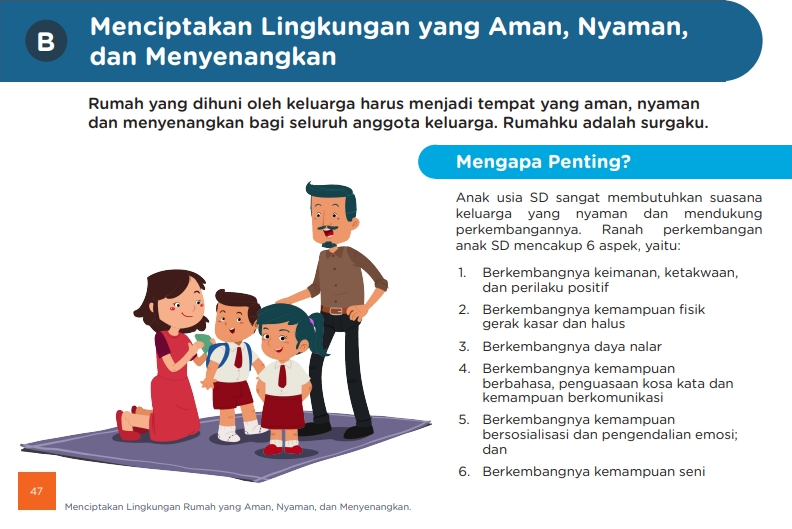 B
Menciptakan Lingkungan yang Aman, Nyaman,
dan Menyenangkan
Rumah yang dihuni oleh keluarga harus menjadi tempat yang aman, nyaman
dan menyenangkan bagi seluruh anggota keluarga. Rumahku adalah surgaku.
Mengapa Penting?
Anak usia SD sangat membutuhkan suasana
keluarga yang nyaman dan mendukung
perkembangannya. Ranah perkembangan
anak SD mencakup 6 aspek, yaitu:
1. Berkembangnya keimanan, ketakwaan,
dan perilaku positif
2. Berkembangnya kemampuan fisik
gerak kasar dan halus
3. Berkembangnya daya nalar
4. Berkembangnya kemampuan
berbahasa, penguasaan kosa kata dan
kemampuan berkomunikasi
5. Berkembangnya kemampuan
bersosialisasi dan pengendalian emosi;
dan
6. Berkembangnya kemampuan seni
47
Menciptakan Lingkungan Rumah yang Aman, Nyaman, dan Menyenangkan.